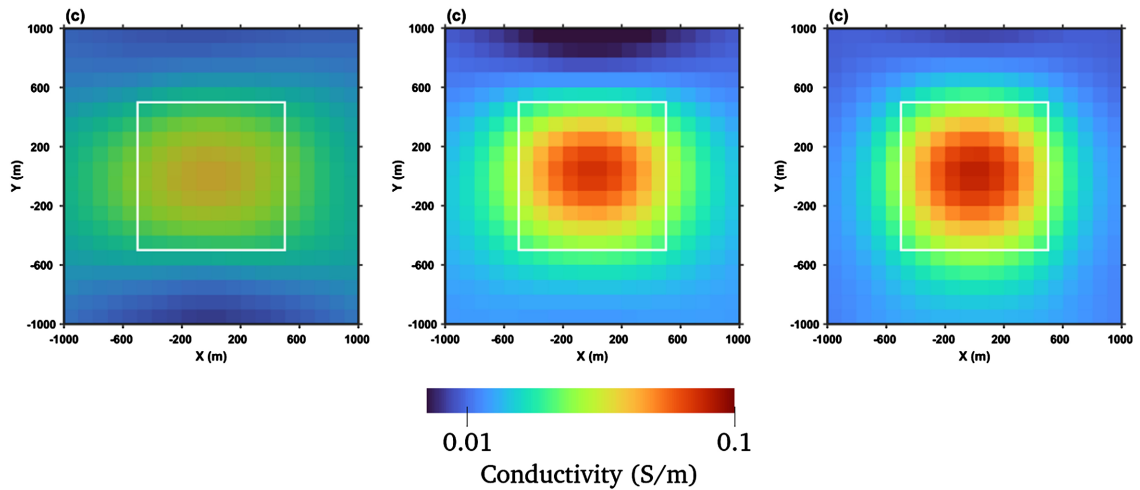 (c) (c) (c)
1000 1000 1000
600 600 600
200 200 200
-200 -200 -200
-600 -600 -600
-1000 -1000 -1000
Y (m) Y (m) Y (m)
-1000 -600 -200 200 600 1000 -1000 -600 -200 200 600 1000 -1000 -600 -200 200 600 1000
X (m) X (m) X (m)
0.01 0.1
Conductivity (S/m)